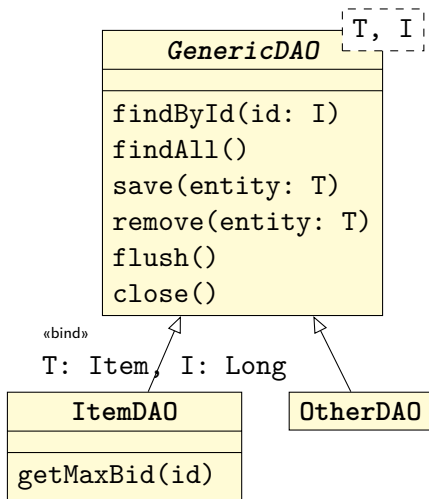 T, I
GenericDAO
findById(id: I)
findAll()
save(entity: T)
remove(entity: T)
flush()
close()
«bind»
T: Item, I: Long
ItemDAO
getMaxBid(id)
OtherDAO